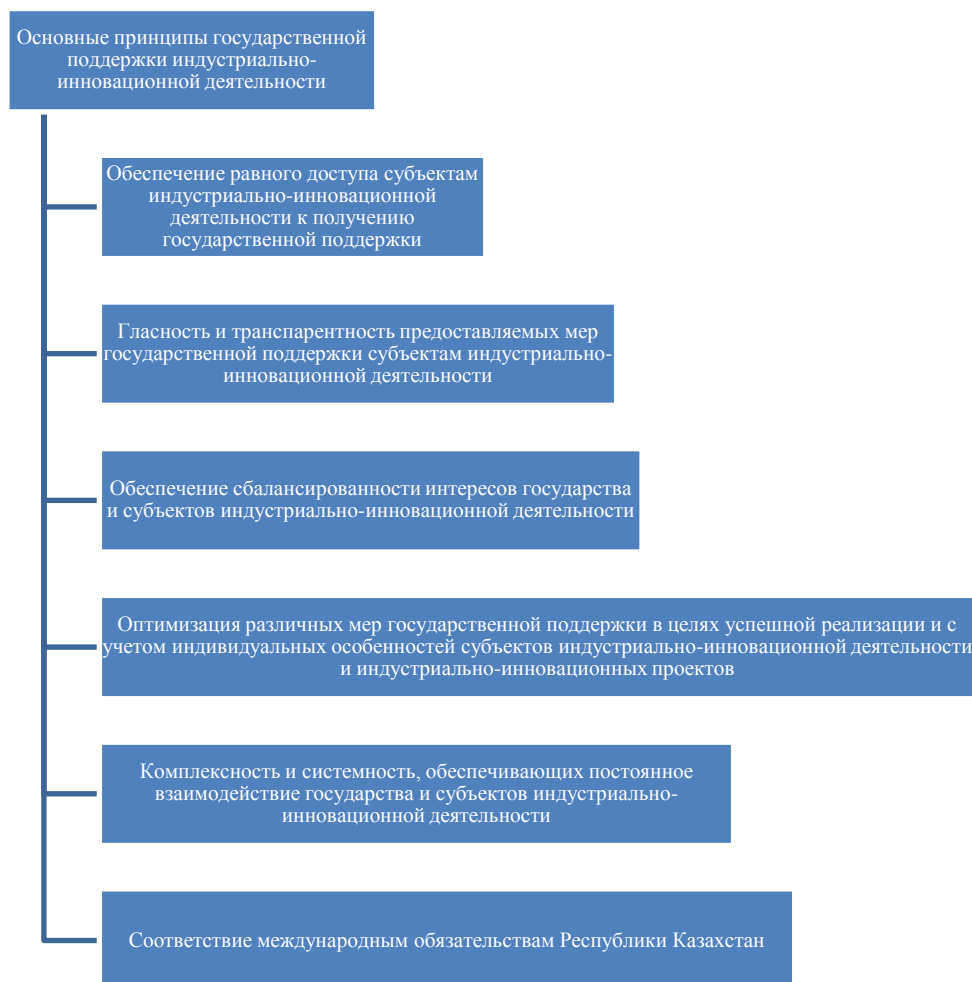 Основные принципы государственной
поддержки индустриально-
инновационной деятельности
Обеспечение равного доступа субъектам
индустриально-инновационной
деятельности к получению
государственной поддержки
Гласность и транспарентность предоставляемых мер
государственной поддержки субъектам индустриально-
инновационной деятельности
Обеспечение сбалансированности интересов государства
и субъектов индустриально-инновационной деятельности
Оптимизация различных мер государственной поддержки в целях успешной реализации и с
учетом индивидуальных особенностей субъектов индустриально-инновационной деятельности
и индустриально-инновационных проектов
Комплексность и системность, обеспечивающих постоянное
взаимодействие государства и субъектов индустриально-
инновационной деятельности
Соответствие международным обязательствам Республики Казахстан